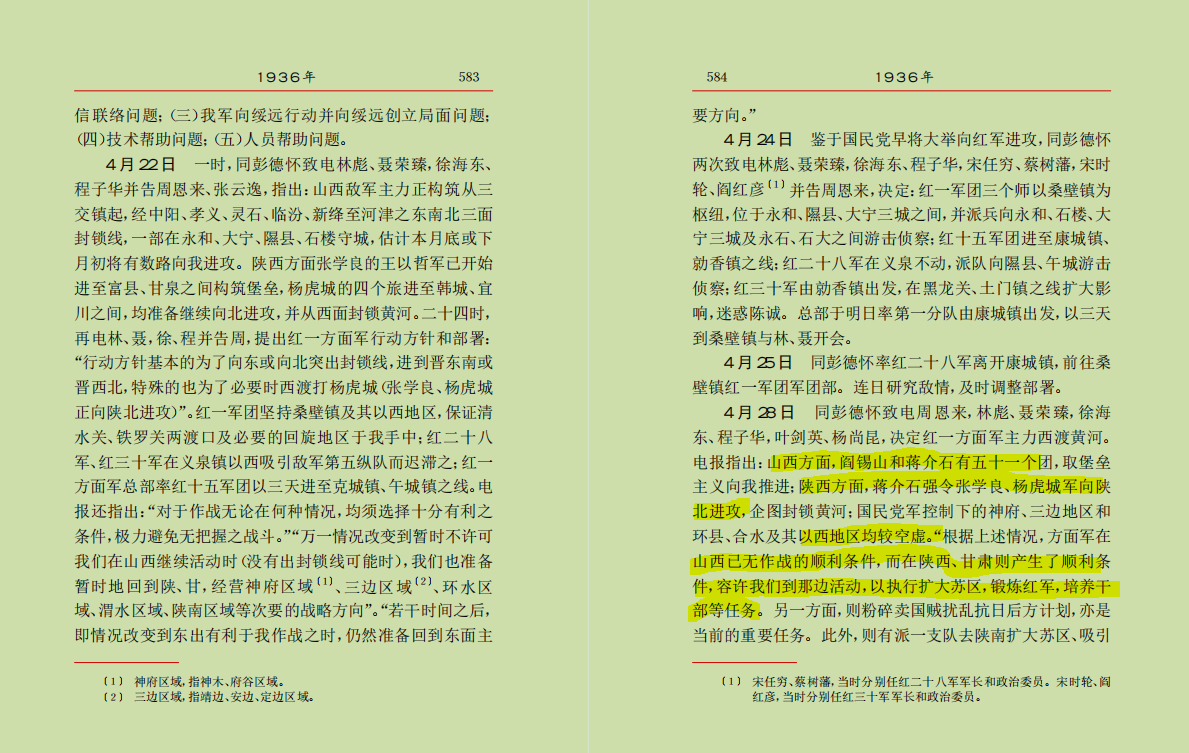 1936年 583
信联络问题；（三）我军向绥远行动并向绥远创立局面问题；
（四）技术帮助问题；（五）人员帮助问题。
4月22日 一时，同彭德怀致电林彪、聂荣臻，徐海东、
程子华并告周恩来、张云逸，指出：山西敌军主力正构筑从三
交镇起，经中阳、孝义、灵石、临汾、新绛至河津之东南北三面
封锁线，一部在永和、大宁、隰县、石楼守城，估计本月底或下
月初将有数路向我进攻。陕西方面张学良的王以哲军已开始
进至富县、甘泉之间构筑堡垒，杨虎城的四个旅进至韩城、宜
川之间，均准备继续向北进攻，并从西面封锁黄河。二十四时，
再电林、聂，徐、程并告周，提出红一方面军行动方针和部署：
“行动方针基本的为了向东或向北突出封锁线，进到晋东南或
晋西北，特殊的也为了必要时西渡打杨虎城（张学良、杨虎城
正向陕北进攻）”。红一军团坚持桑壁镇及其以西地区，保证清
水关、铁罗关两渡口及必要的回旋地区于我手中；红二十八
军、红三十军在义泉镇以西吸引敌军第五纵队而迟滞之；红一
方面军总部率红十五军团以三天进至克城镇、午城镇之线。电
报还指出：“对于作战无论在何种情况，均须选择十分有利之
条件，极力避免无把握之战斗。”“万一情况改变到暂时不许可
我们在山西继续活动时（没有出封锁线可能时），我们也准备
暂时地回到陕、甘，经营神府区域〔1〕、三边区域〔2〕、环水区
域、渭水区域、陕南区域等次要的战略方向”。“若干时间之后，
即情况改变到东出有利于我作战之时，仍然准备回到东面主
〔1〕 神府区域，指神木、府谷区域。
〔2〕 三边区域，指靖边、安边、定边区域。
584 1936年
要方向。”
4月24日 鉴于国民党早将大举向红军进攻，同彭德怀
两次致电林彪、聂荣臻，徐海东、程子华，宋任穷、蔡树藩，宋时
轮、阎红彦〔1〕并告周恩来，决定：红一军团三个师以桑壁镇为
枢纽，位于永和、隰县、大宁三城之间，并派兵向永和、石楼、大
宁三城及永石、石大之间游击侦察；红十五军团进至康城镇、
勍香镇之线；红二十八军在义泉不动，派队向隰县、午城游击
侦察；红三十军由勍香镇出发，在黑龙关、土门镇之线扩大影
响，迷惑陈诚。总部于明日率第一分队由康城镇出发，以三天
到桑壁镇与林、聂开会。
4月25日 同彭德怀率红二十八军离开康城镇，前往桑
壁镇红一军团军团部。连日研究敌情，及时调整部署。
4月28日 同彭德怀致电周恩来，林彪、聂荣臻，徐海
东、程子华，叶剑英、杨尚昆，决定红一方面军主力西渡黄河。
电报指出：山西方面，阎锡山和蒋介石有五十一个团，取堡垒
主义向我推进；陕西方面，蒋介石强令张学良、杨虎城军向陕
北进攻，企图封锁黄河；国民党军控制下的神府、三边地区和
环县、合水及其以西地区均较空虚。“根据上述情况，方面军在
山西已无作战的顺利条件，而在陕西、甘肃则产生了顺利条
件，容许我们到那边活动，以执行扩大苏区，锻炼红军，培养干
部等任务。另一方面，则粉碎卖国贼扰乱抗日后方计划，亦是
当前的重要任务。此外，则有派一支队去陕南扩大苏区、吸引
〔1〕 宋任穷、蔡树藩，当时分别任红二十八军军长和政治委员。宋时轮、阎
红彦，当时分别任红三十军军长和政治委员。